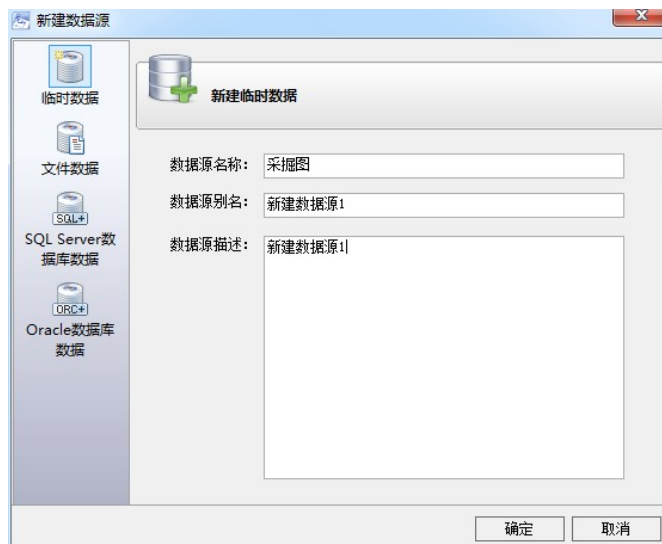 新建数据源
临时数据
文件数据
SQL+
SQL Server数
据库数据
ORC+
Oracle数据库
数据
新建临时数据
数据源名称: 采掘图
数据源别名: 新建数据源1
数据源描述: 新建数据源1
确定
取消